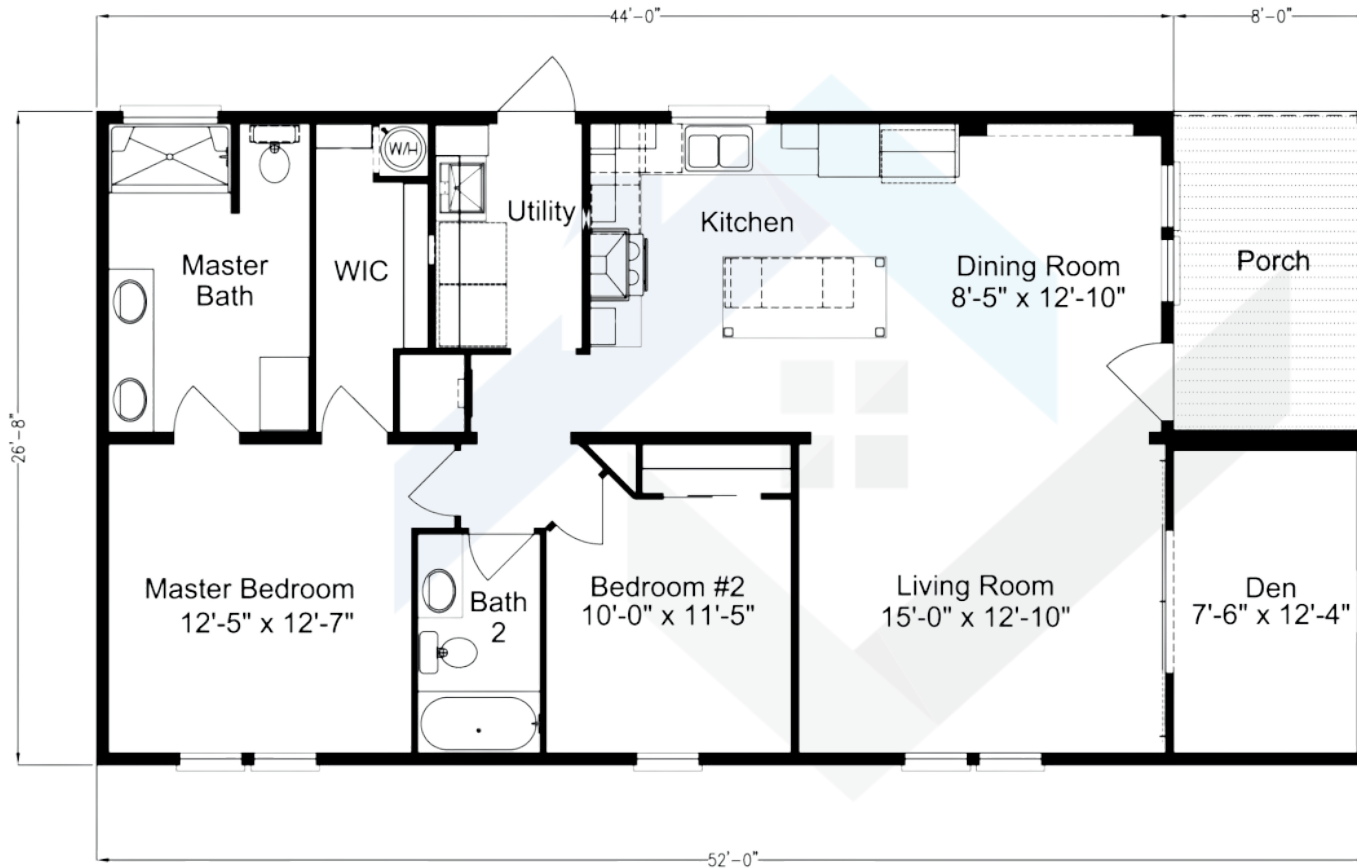 44'-0"
8'-0"
W/H
Utility
Kitchen
Master
Bath
WIC
Dining Room
8'-5" x 12'-10"
Porch
26'-8"
Master Bedroom
12'-5" x 12'-7"
Bath
2
Bedroom #2
10'-0" x 11'-5"
Living Room
15'-0" x 12'-10"
Den
7'-6" x 12'-4"
52'-0"